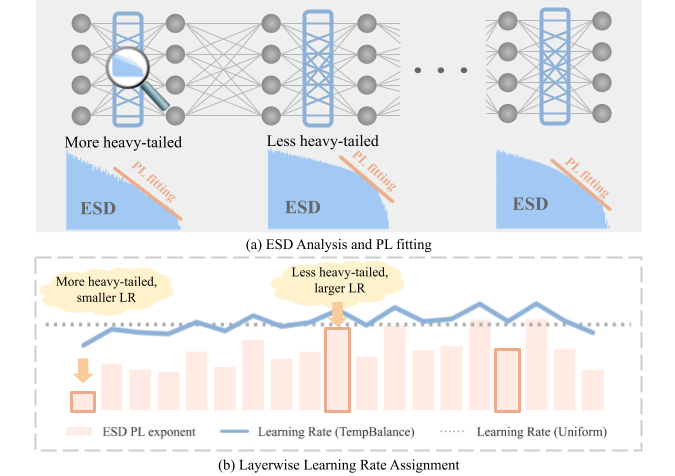 More heavy-tailed
Less heavy-tailed
PL fitting
PL fitting
PL fitting
ESD
ESD
ESD
(a) ESD Analysis and PL fitting
More heavy-tailed,
smaller LR
Less heavy-tailed,
larger LR
ESD PL exponent
Learning Rate (TempBalance)
Learning Rate (Uniform)
(b) Layerwise Learning Rate Assignment